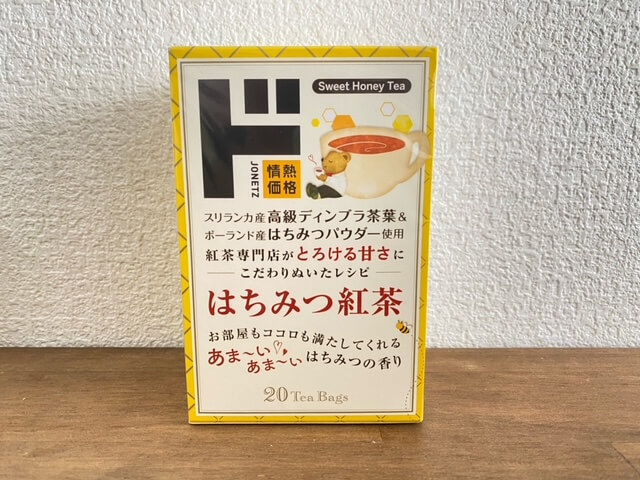 Sweet Honey Tea
ド
JONETZ
情熱
価格
スリランカ産 高級ディンブラ茶葉&
ポーランド産 はちみつパウダー使用
紅茶専門店がとろける甘さに
こだわりぬいたレシピ
はちみつ紅茶
お部屋もココロも満たしてくれる
あま〜い♡
あま〜い はちみつの香り
20 Tea Bags